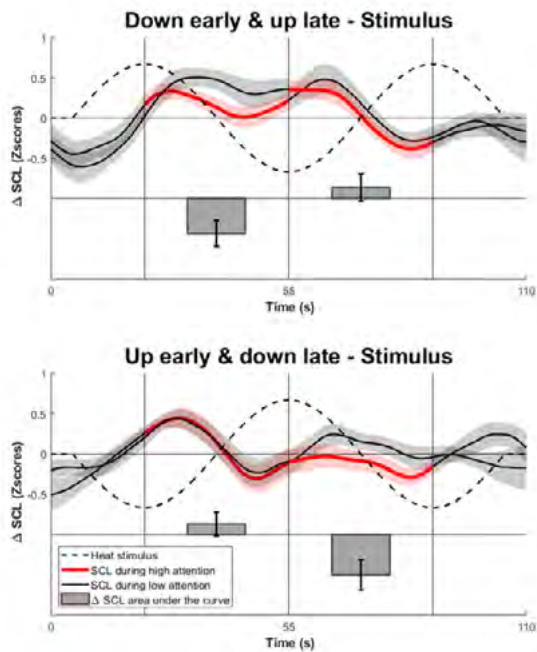 Down early & up late - Stimulus
1
0.5
0
-0.5
Δ SCL (Zscores)
0
55
110
Time (s)
Up early & down late - Stimulus
1
0.5
0
-0.5
Δ SCL (Zscores)
Heat stimulus
SCL during high attention
SCL during low attention
Δ SCL area under the curve
0
55
110
Time (s)